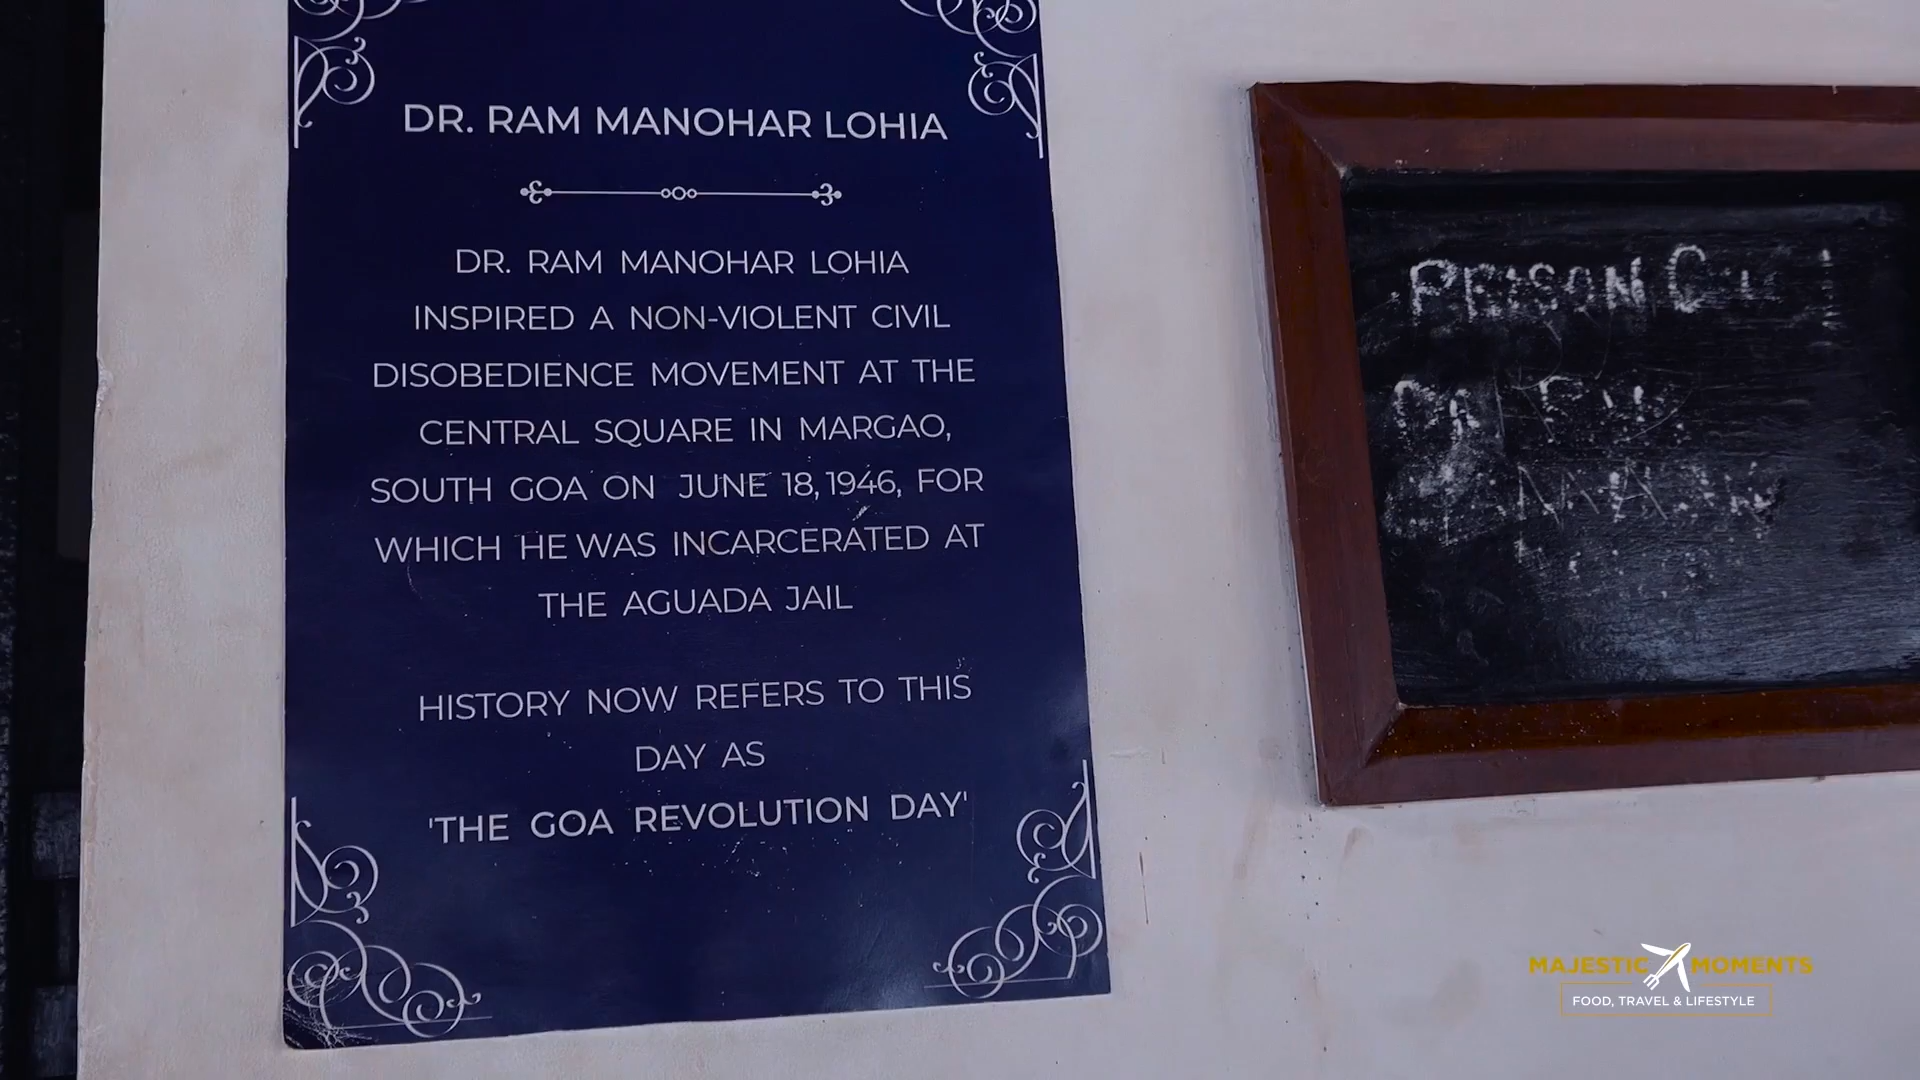 DR. RAM MANOHAR LOHIA
DR. RAM MANOHAR LOHIA
INSPIRED A NON-VIOLENT CIVIL
DISOBEDIENCE MOVEMENT AT THE
CENTRAL SQUARE IN MARGAO,
SOUTH GOA ON JUNE 18, 1946, FOR
WHICH HE WAS INCARCERATED AT
THE AGUADA JAIL
HISTORY NOW REFERS TO THIS
DAY AS
'THE GOA REVOLUTION DAY'
PRISON
DR.
MAJESTIC MOMENTS
FOOD, TRAVEL & LIFESTYLE